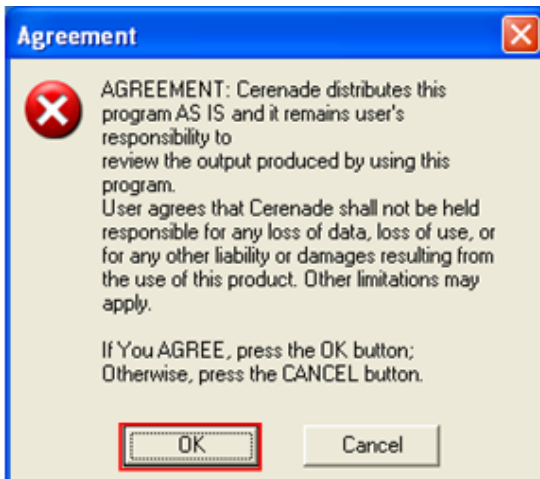 Agreement
AGREEMENT: Cerenade distributes this
program AS IS and it remains user's
responsibility to
review the output produced by using this
program.
User agrees that Cerenade shall not be held
responsible for any loss of data, loss of use, or
for any other liability or damages resulting from
the use of this product. Other limitations may
apply.
If You AGREE, press the OK button;
Otherwise, press the CANCEL button.
OK
Cancel